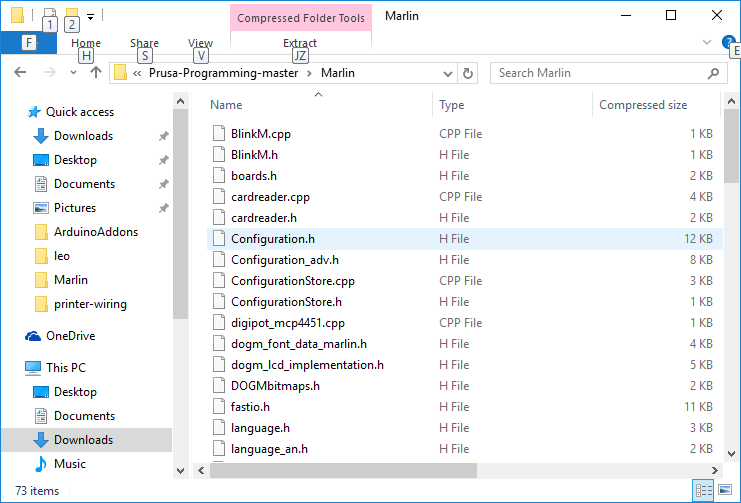 1 2 Compressed Folder Tools Marlin
F Home Share View Extract
H S V JZ E
« Prusa-Programming-master › Marlin Search Marlin
Quick access
Downloads
Desktop
Documents
Pictures
ArduinoAddons
leo
Marlin
printer-wiring
OneDrive
This PC
Desktop
Documents
Downloads
Music
Name Type Compressed size
BlinkM.cpp CPP File 1 KB
BlinkM.h H File 1 KB
boards.h H File 2 KB
cardreader.cpp CPP File 4 KB
cardreader.h H File 2 KB
Configuration.h H File 12 KB
Configuration_adv.h H File 8 KB
ConfigurationStore.cpp CPP File 3 KB
ConfigurationStore.h H File 1 KB
digipot_mcp4451.cpp CPP File 1 KB
dogm_font_data_marlin.h H File 4 KB
dogm_lcd_implementation.h H File 5 KB
DOGMbitmaps.h H File 2 KB
fastio.h H File 11 KB
language.h H File 3 KB
language_an.h H File 2 KB
73 items